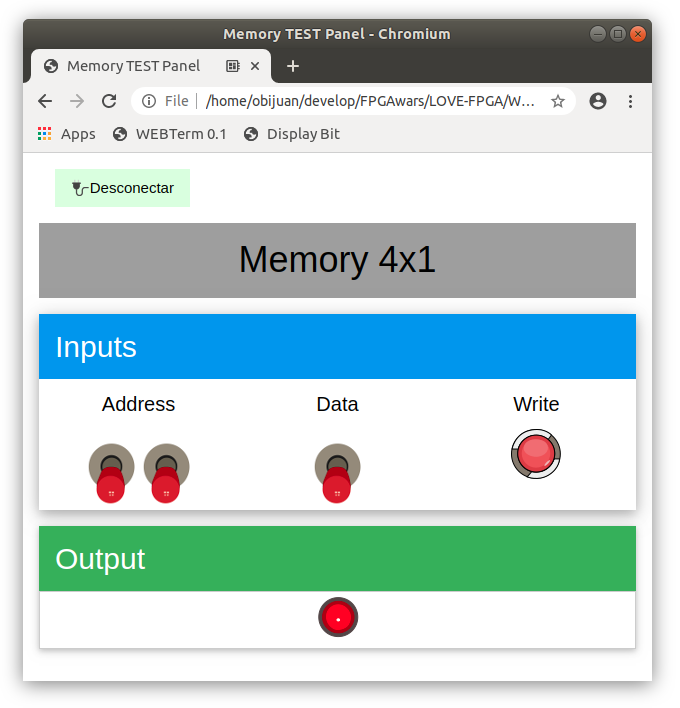 Memory TEST Panel - Chromium
Memory TEST Panel
File | /home/obijuan/develop/FPGAwars/LOVE-FPGA/W...
Apps WEBTerm 0.1 Display Bit
Desconectar
Memory 4x1
Inputs
Address Data Write
Output